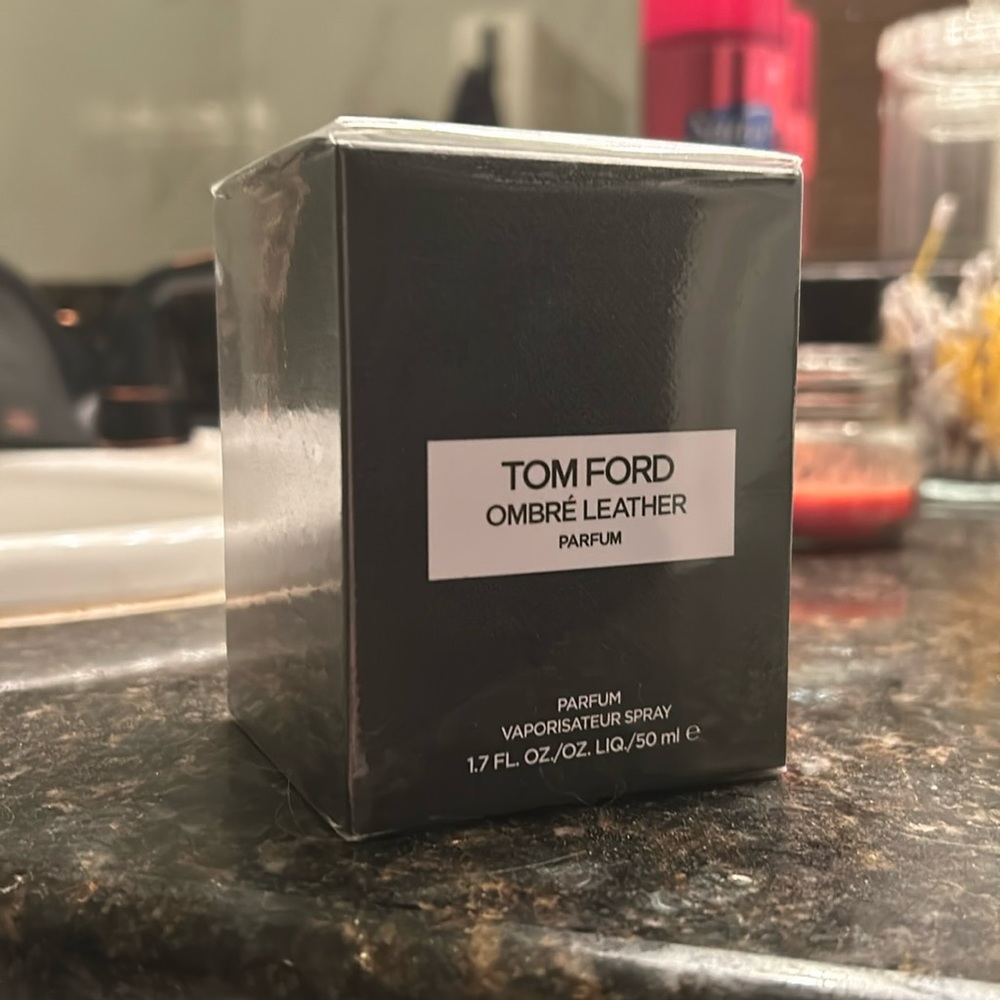 TOM FORD
OMBRÉ LEATHER
PARFUM
PARFUM
VAPORISATEUR SPRAY
1.7 FL. OZ./OZ. LIQ./50 ml ℮